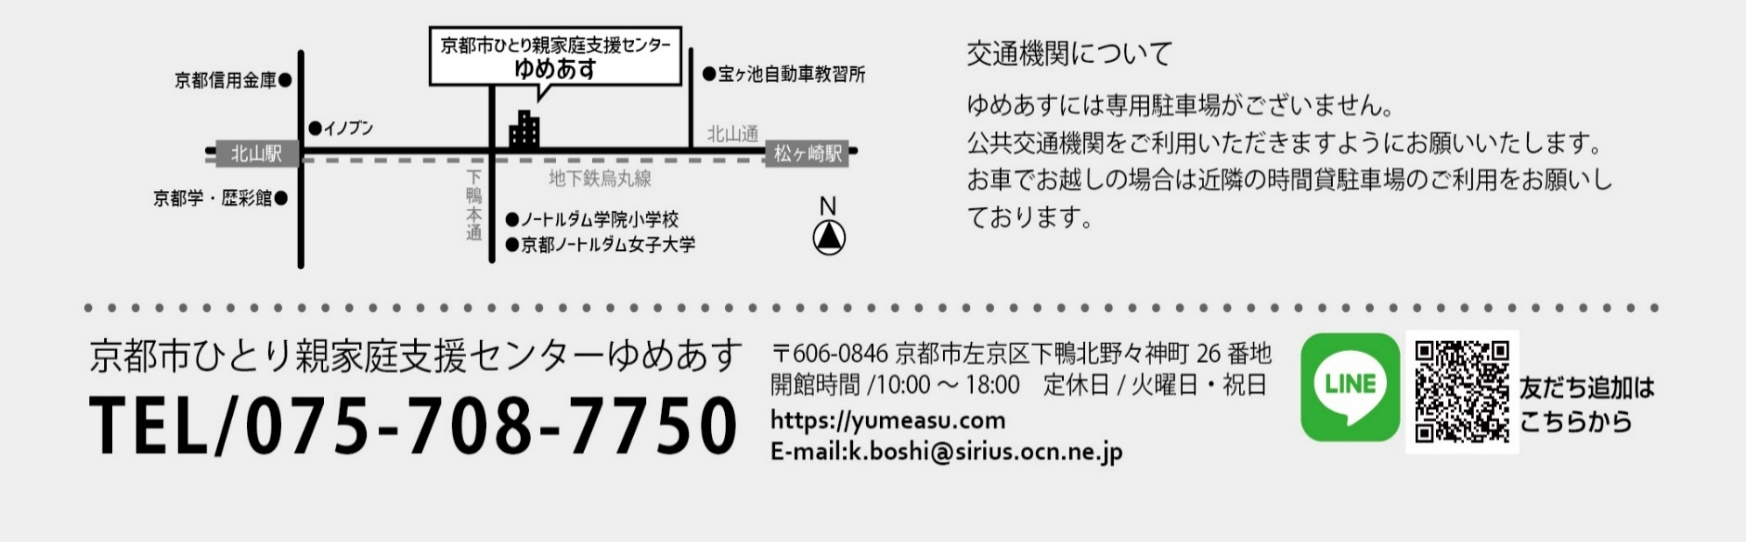 京都市ひとり親家庭支援センター
ゆめあす
京都信用金庫●
●宝ヶ池自動車教習所
●イノブン
北山通
北山駅
松ヶ崎駅
地下鉄烏丸線
下鴨本通
京都学・歴彩館●
●ノートルダム学院小学校
●京都ノートルダム女子大学
N
交通機関について
ゆめあすには専用駐車場がございません。
公共交通機関をご利用いただきますようにお願いいたします。
お車でお越しの場合は近隣の時間貸駐車場のご利用をお願いし
ております。
京都市ひとり親家庭支援センターゆめあす
TEL/075-708-7750
〒606-0846 京都市左京区下鴨北野々神町 26 番地
開館時間 /10:00 ~ 18:00　定休日 / 火曜日・祝日
https://yumeasu.com
E-mail:k.boshi@sirius.ocn.ne.jp
LINE
友だち追加は
こちらから